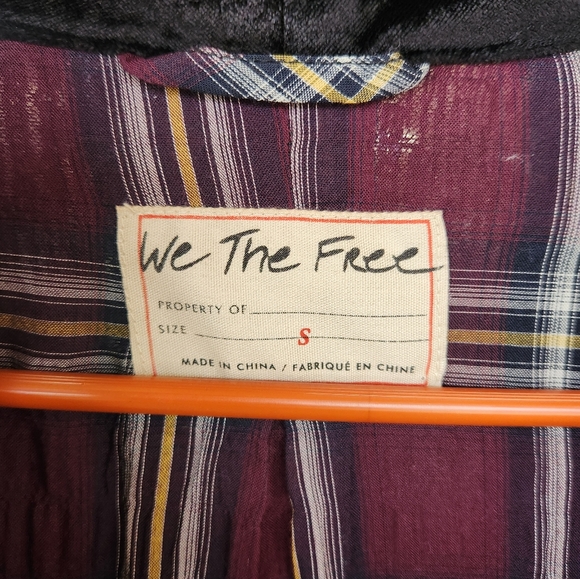 We The Free
PROPERTY OF
SIZE S
MADE IN CHINA / FABRIQUÉ EN CHINE